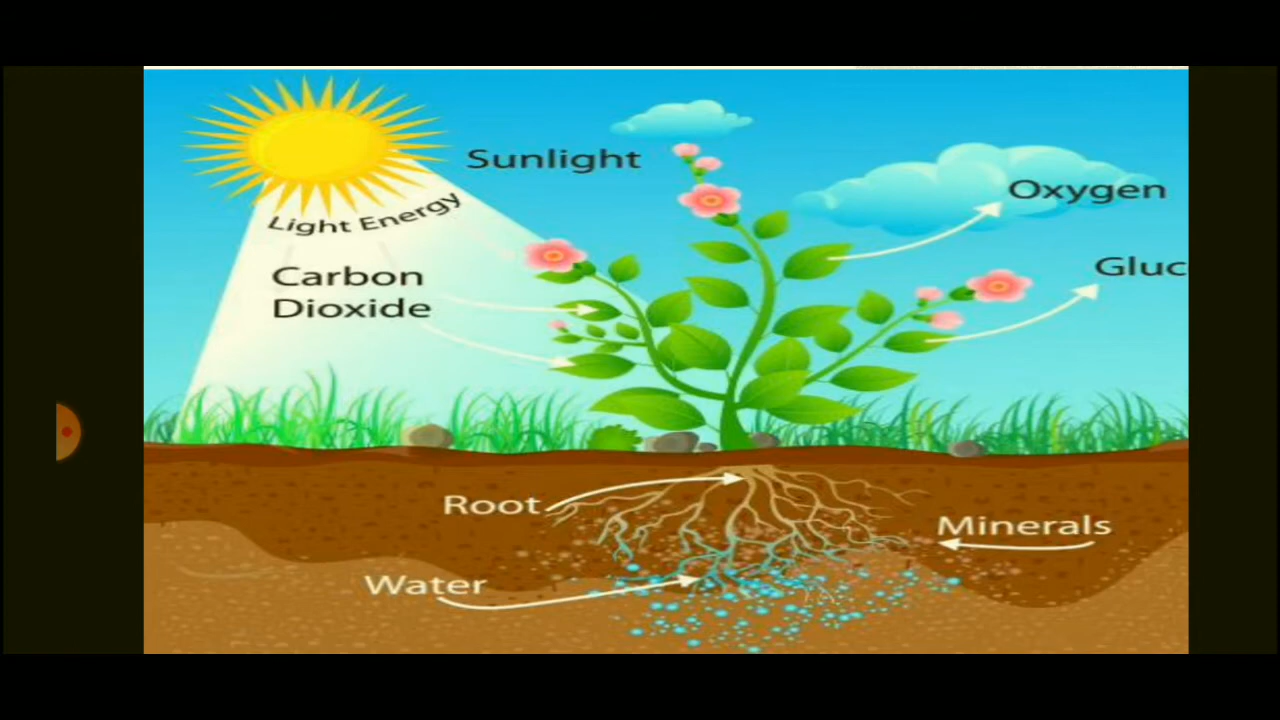 Sunlight
Light Energy
Oxygen
Gluc
Carbon
Dioxide
Root
Minerals
Water